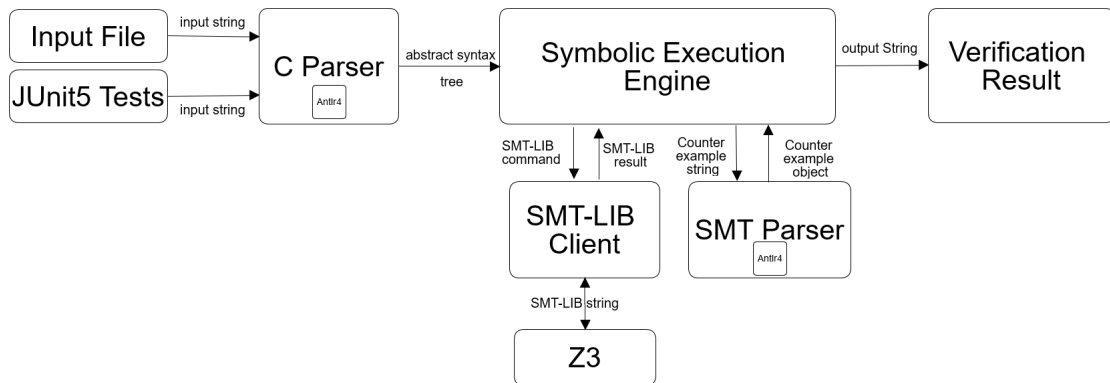 Input File
input string
JUnit5 Tests
input string
C Parser
Antlr4
abstract syntax
tree
Symbolic Execution
Engine
output String
Verification
Result
SMT-LIB
command
SMT-LIB
result
Counter
example
string
Counter
example
object
SMT-LIB
Client
SMT Parser
Antlr4
SMT-LIB string
Z3